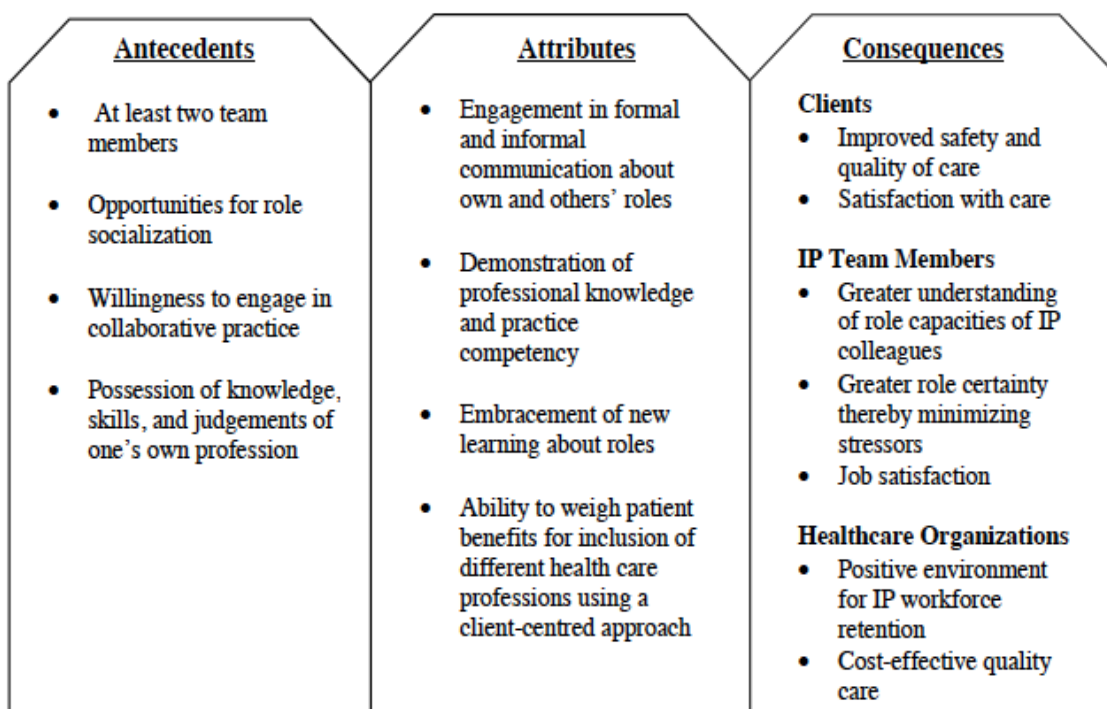 Antecedents
• At least two team
members
• Opportunities for role
socialization
• Willingness to engage in
collaborative practice
• Possession of knowledge,
skills, and judgements of
one's own profession
Attributes
• Engagement in formal
and informal
communication about
own and others' roles
• Demonstration of
professional knowledge
and practice
competency
• Embracement of new
learning about roles
• Ability to weigh patient
benefits for inclusion of
different health care
professions using a
client-centred approach
Consequences
Clients
• Improved safety and
quality of care
• Satisfaction with care
IP Team Members
• Greater understanding
of role capacities of IP
colleagues
• Greater role certainty
thereby minimizing
stressors
• Job satisfaction
Healthcare Organizations
• Positive environment
for IP workforce
retention
• Cost-effective quality
care